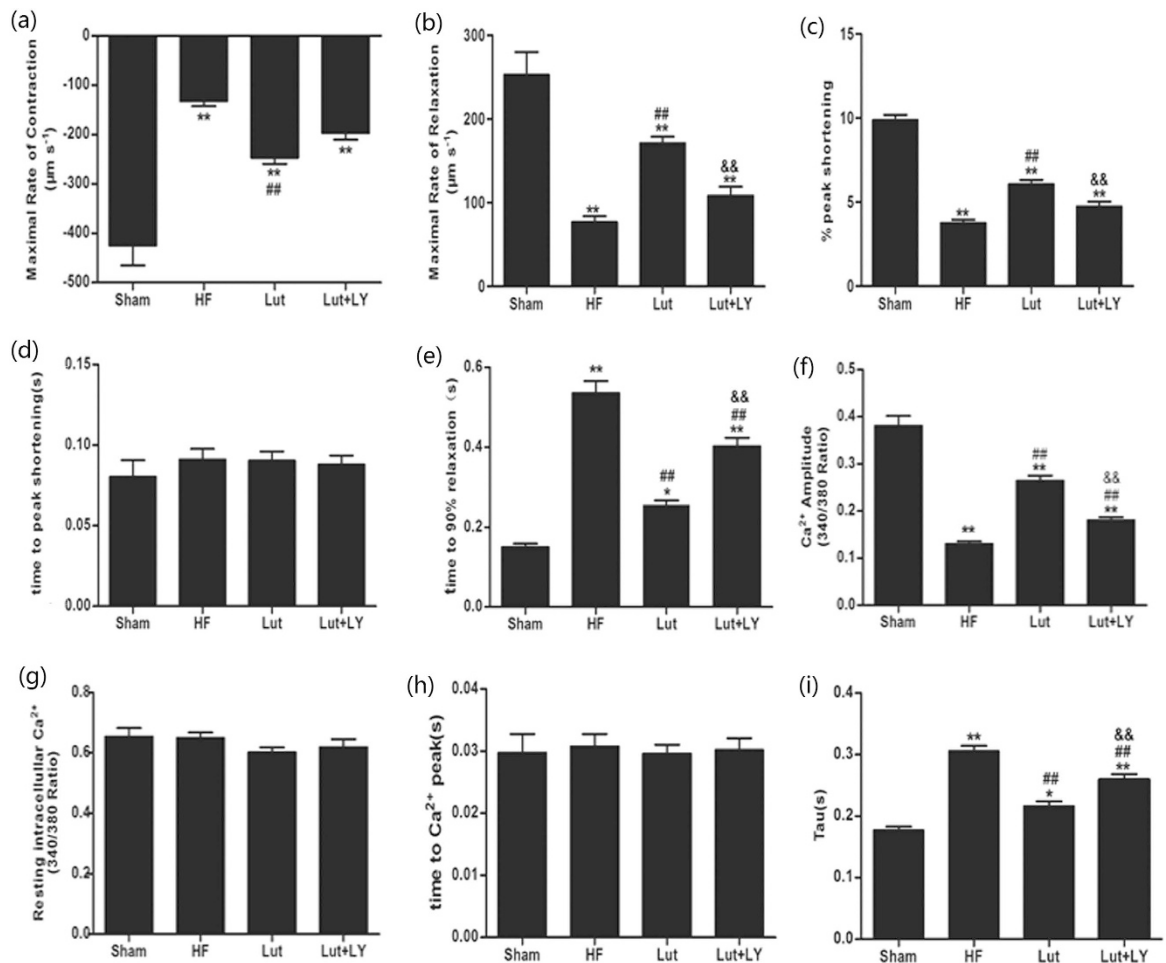 (a)
Maximal Rate of Contraction
(µm s⁻¹)
0
-100
-200
-300
-400
-500
**
**
##
**
Sham HF Lut Lut+LY
(b)
Maximal Rate of Relaxation
(µm s⁻¹)
300
200
100
0
**
##
**
&&
**
Sham HF Lut Lut+LY
(c)
% peak shortening
15
10
5
0
**
##
**
&&
**
Sham HF Lut Lut+LY
(d)
time to peak shortening(s)
0.15
0.10
0.05
0.00
Sham HF Lut Lut+LY
(e)
time to 90% relaxation (s)
0.6
0.4
0.2
0.0
**
##
*
&&
##
**
Sham HF Lut Lut+LY
(f)
Ca²⁺ Amplitude
(340/380 Ratio)
0.4
0.3
0.2
0.1
0.0
**
##
**
&&
##
**
Sham HF Lut Lut+LY
(g)
Resting intracellular Ca²⁺
(340/380 Ratio)
0.8
0.6
0.4
0.2
0.0
Sham HF Lut Lut+LY
(h)
time to Ca²⁺ peak(s)
0.04
0.03
0.02
0.01
0.00
Sham HF Lut Lut+LY
(i)
Tau(s)
0.4
0.3
0.2
0.1
0.0
**
##
*
&&
##
**
Sham HF Lut Lut+LY